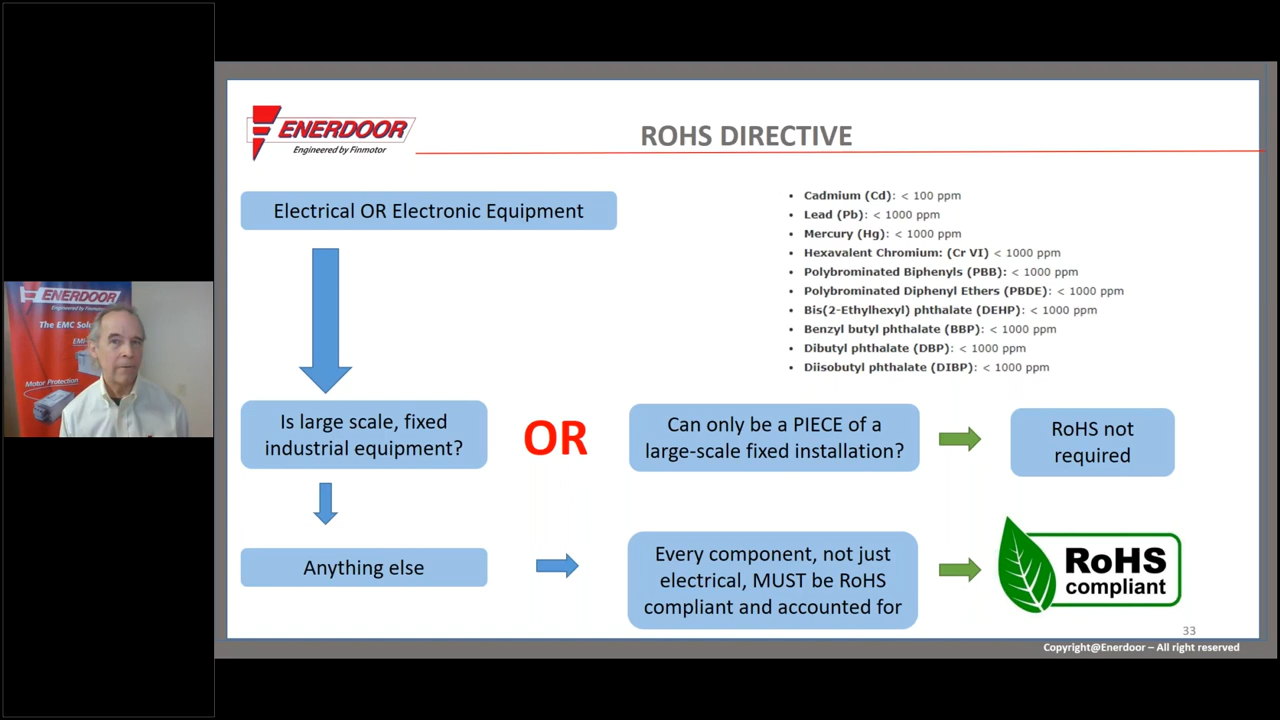 ENERDOOR
Engineered by Finmotor
ROHS DIRECTIVE
Electrical OR Electronic Equipment
• Cadmium (Cd): < 100 ppm
• Lead (Pb): < 1000 ppm
• Mercury (Hg): < 1000 ppm
• Hexavalent Chromium: (Cr VI) < 1000 ppm
• Polybrominated Biphenyls (PBB): < 1000 ppm
• Polybrominated Diphenyl Ethers (PBDE): < 1000 ppm
• Bis(2-Ethylhexyl) phthalate (DEHP): < 1000 ppm
• Benzyl butyl phthalate (BBP): < 1000 ppm
• Dibutyl phthalate (DBP): < 1000 ppm
• Diisobutyl phthalate (DIBP): < 1000 ppm
Is large scale, fixed
industrial equipment?
OR
Can only be a PIECE of a
large-scale fixed installation?
RoHS not
required
Anything else
Every component, not just
electrical, MUST be RoHS
compliant and accounted for
RoHS
compliant
33
Copyright@Enerdoor – All right reserved
ENERDOOR
Engineered by Finmotor
The EMC
EMI
Motor Protection